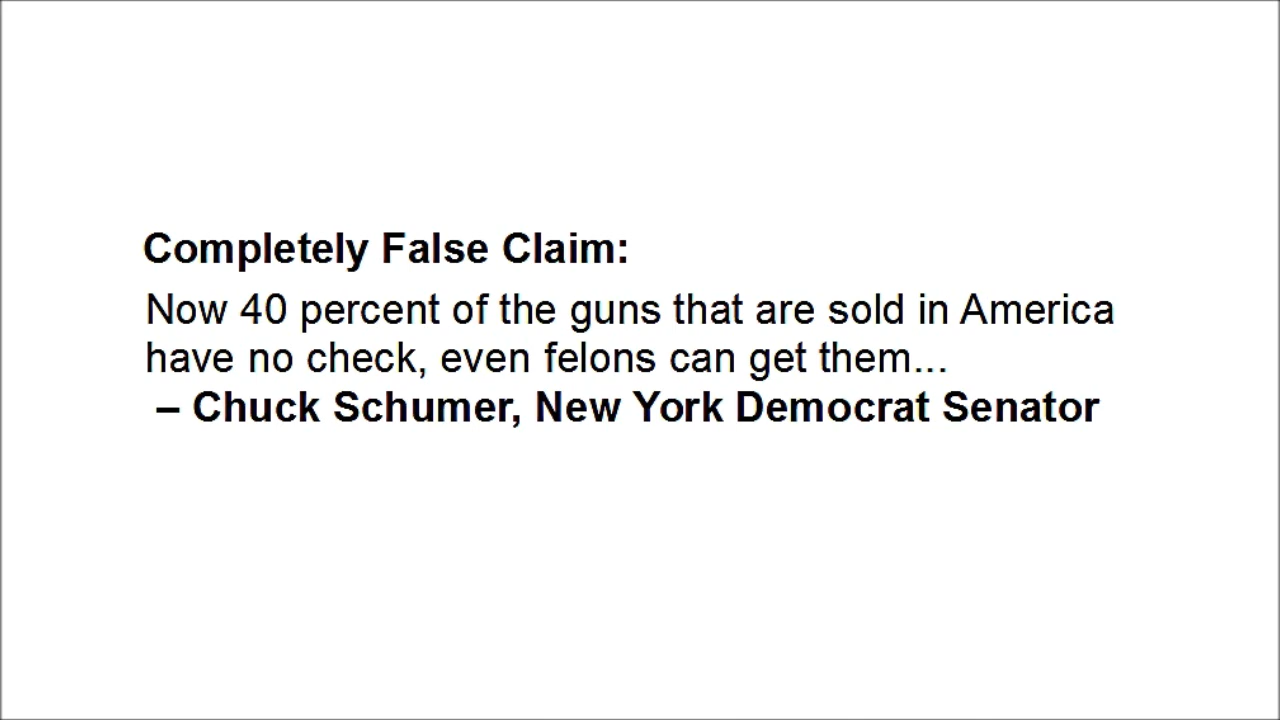 Completely False Claim:
Now 40 percent of the guns that are sold in America
have no check, even felons can get them...
– Chuck Schumer, New York Democrat Senator